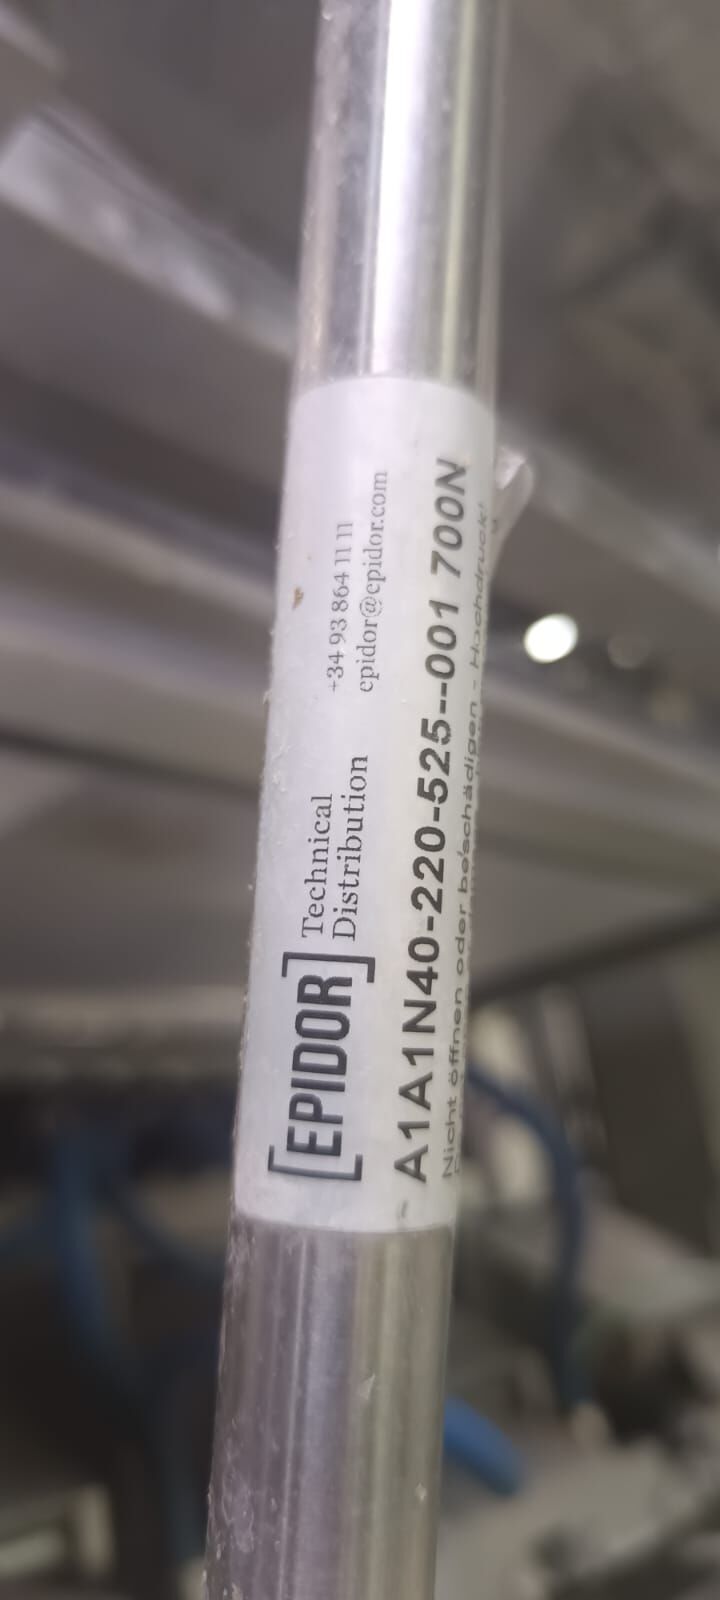 [EPIDOR]
Technical
Distribution
+34 93 864 11 11
epidor@epidor.com
A1A1N40-220-525--001 700N
Nicht öffnen oder beschädigen - Hochdruck!